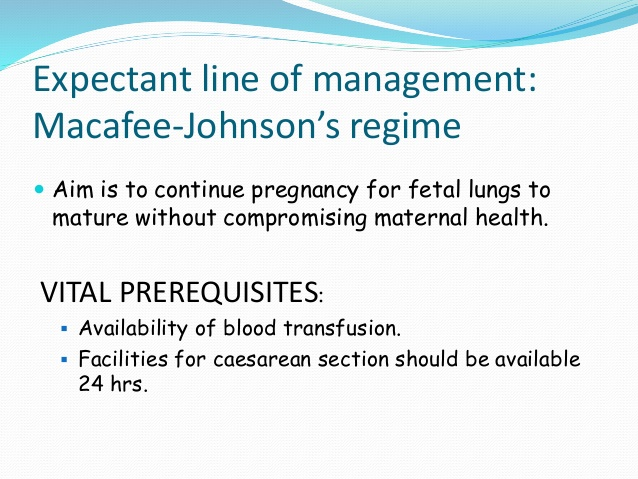 Expectant line of management:
Macafee-Johnson's regime
• Aim is to continue pregnancy for fetal lungs to
mature without compromising maternal health.
VITAL PREREQUISITES:
▪ Availability of blood transfusion.
▪ Facilities for caesarean section should be available
24 hrs.